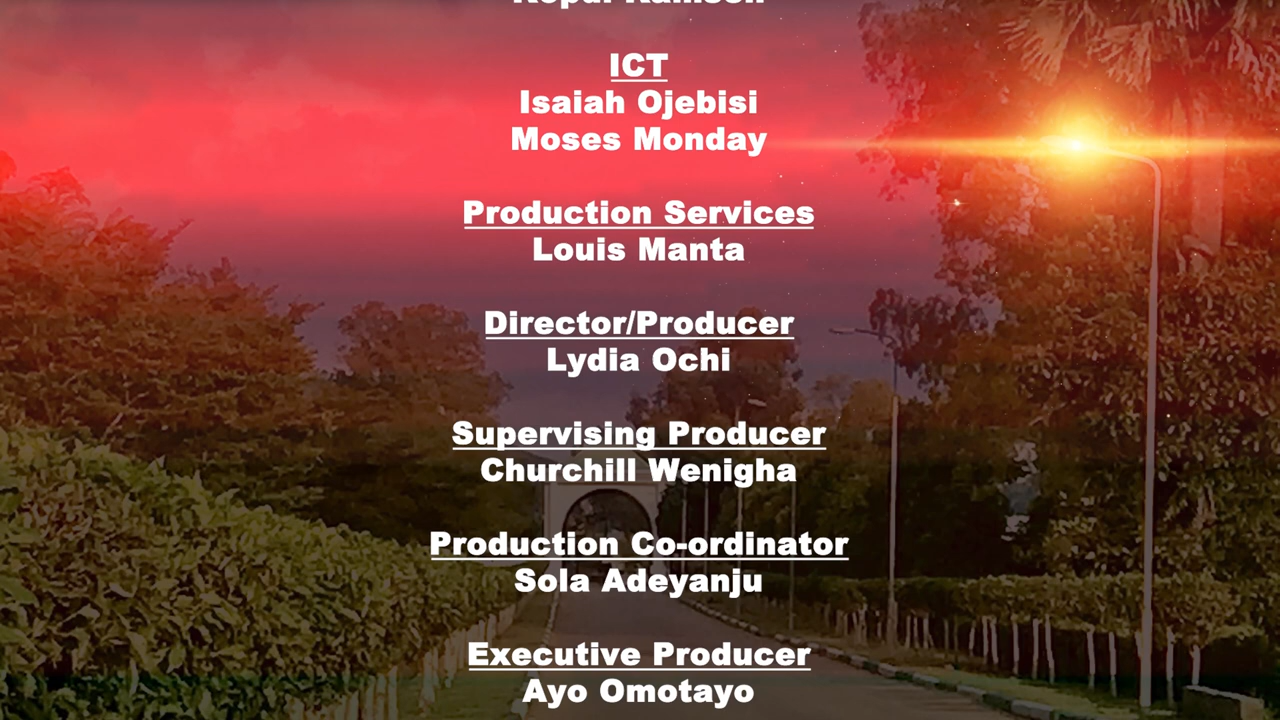 ICT
Isaiah Ojebisi
Moses Monday
Production Services
Louis Manta
Director/Producer
Lydia Ochi
Supervising Producer
Churchill Wenigha
Production Co-ordinator
Sola Adeyanju
Executive Producer
Ayo Omotayo